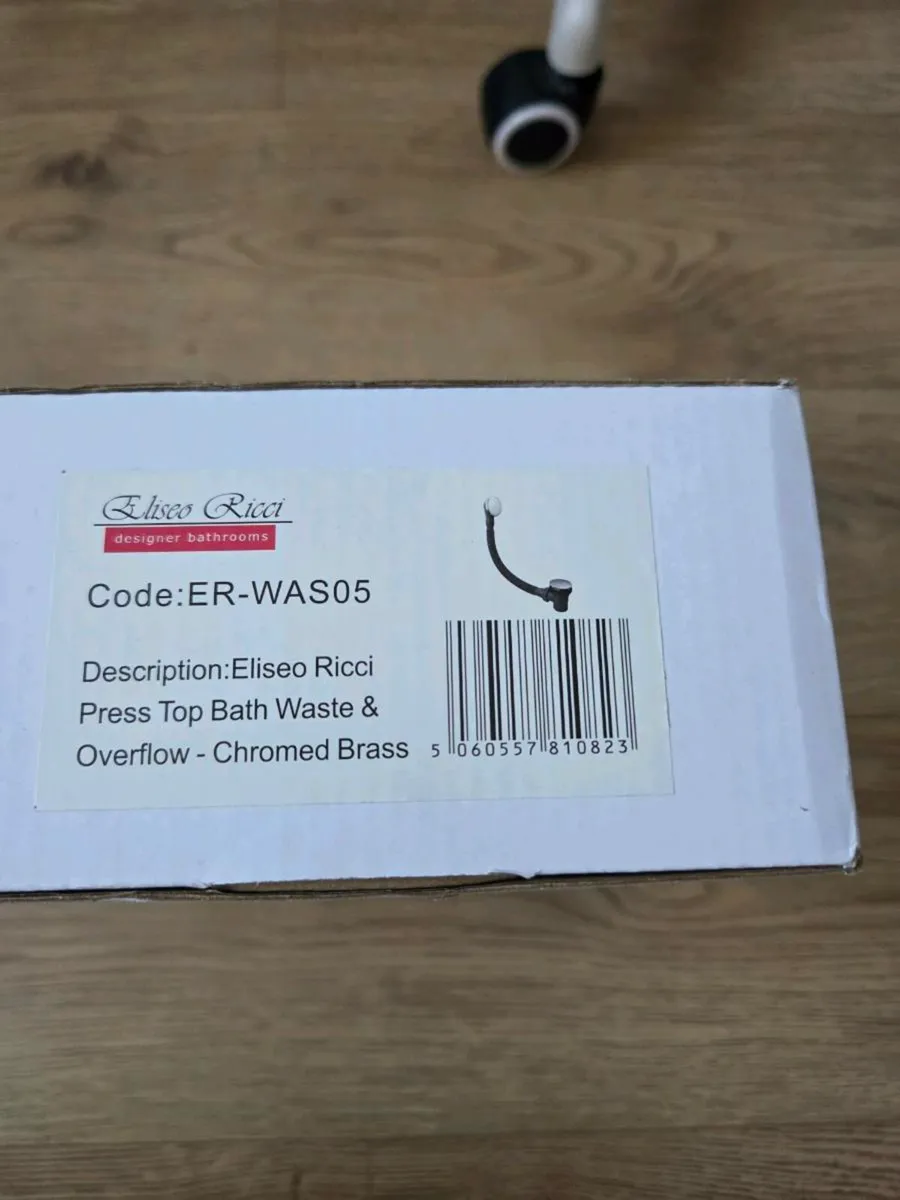 Eliseo Ricci
designer bathrooms
Code:ER-WAS05
Description:Eliseo Ricci
Press Top Bath Waste &
Overflow - Chromed Brass
5 060557 810823